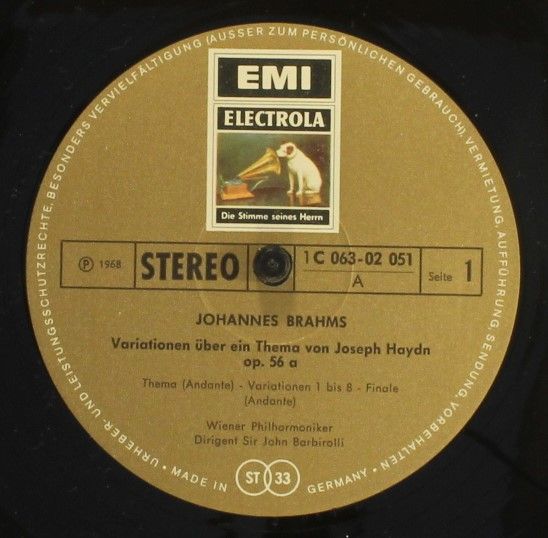 EMI
ELECTROLA
Die Stimme seines Herrn
℗ 1968
STEREO
1 C 063-02 051
A
Seite 1
JOHANNES BRAHMS
Variationen über ein Thema von Joseph Haydn
op. 56 a
Thema (Andante) - Variationen 1 bis 8 - Finale
(Andante)
Wiener Philharmoniker
Dirigent Sir John Barbirolli
URHEBER- UND LEISTUNGSSCHUTZRECHTE, BESONDERS VERVIELFÄLTIGUNG (AUSSER ZUM PERSÖNLICHEN GEBRAUCH), VERMIETUNG, AUFFÜHRUNG, SENDUNG, VORBEHALTEN
• MADE IN GERMANY •
ST 33